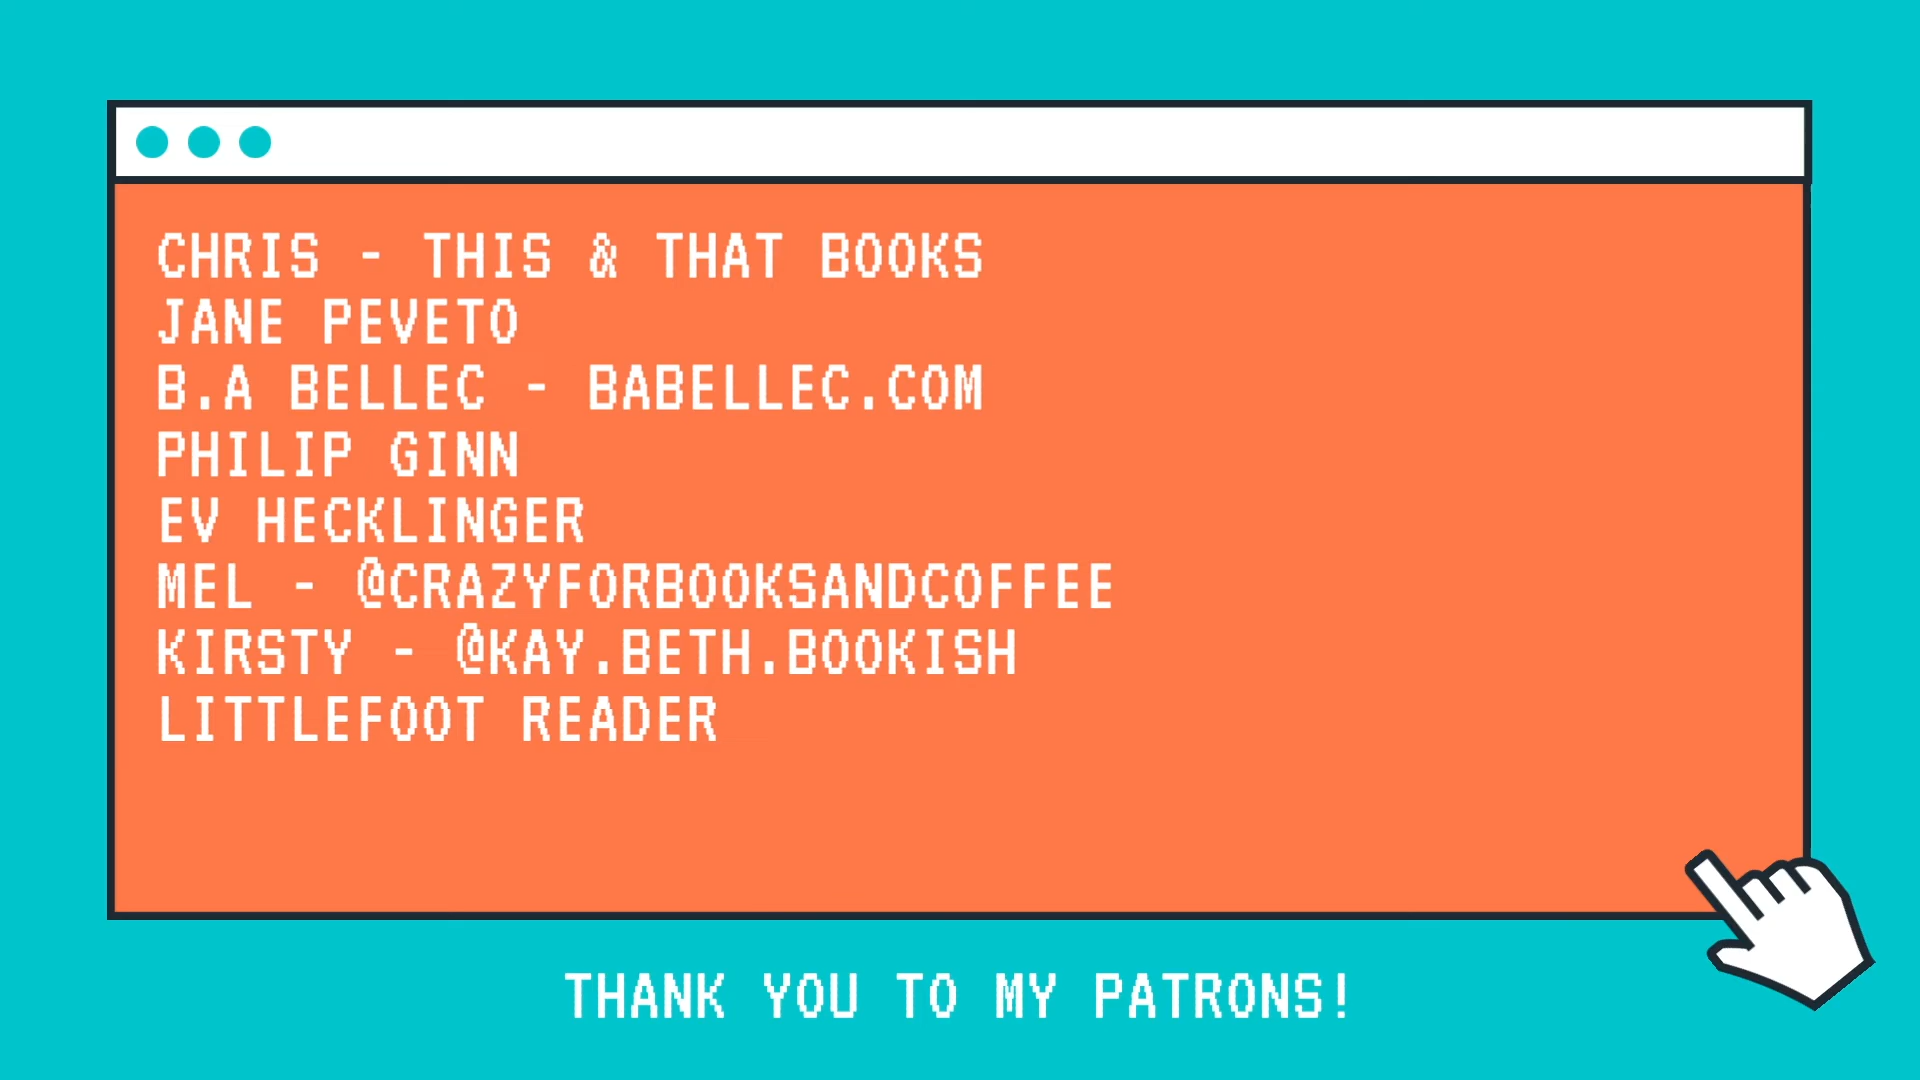 CHRIS - THIS & THAT BOOKS
JANE PEVETO
B.A BELLEC - BABELLEC.COM
PHILIP GINN
EV HECKLINGER
MEL - @CRAZYFORBOOKSANDCOFFEE
KIRSTY - @KAY.BETH.BOOKISH
LITTLEFOOT READER
THANK YOU TO MY PATRONS!